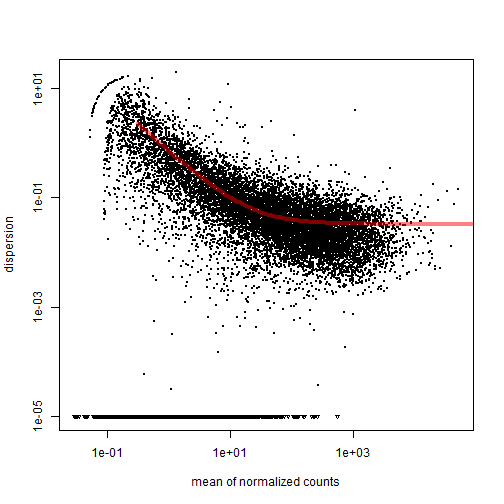 1e+01
1e-01
1e-03
1e-05
dispersion
1e-01
1e+01
1e+03
mean of normalized counts